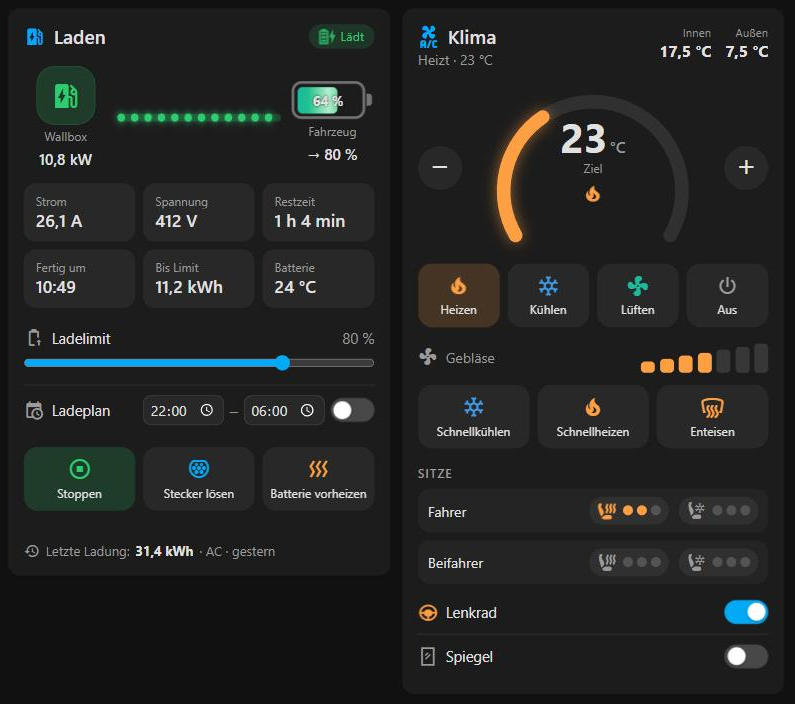 Laden
Lädt
64 %
Wallbox
10,8 kW
Fahrzeug
→ 80 %
Strom
26,1 A
Spannung
412 V
Restzeit
1 h 4 min
Fertig um
10:49
Bis Limit
11,2 kWh
Batterie
24 °C
Ladelimit
80 %
Ladeplan
22:00 – 06:00
Stoppen
Stecker lösen
Batterie vorheizen
Letzte Ladung: 31,4 kWh · AC · gestern
A/C
Klima
Heizt · 23 °C
Innen
17,5 °C
Außen
7,5 °C
23 °C
Ziel
Heizen
Kühlen
Lüften
Aus
Gebläse
Schnellkühlen
Schnellheizen
Enteisen
SITZE
Fahrer
Beifahrer
Lenkrad
Spiegel